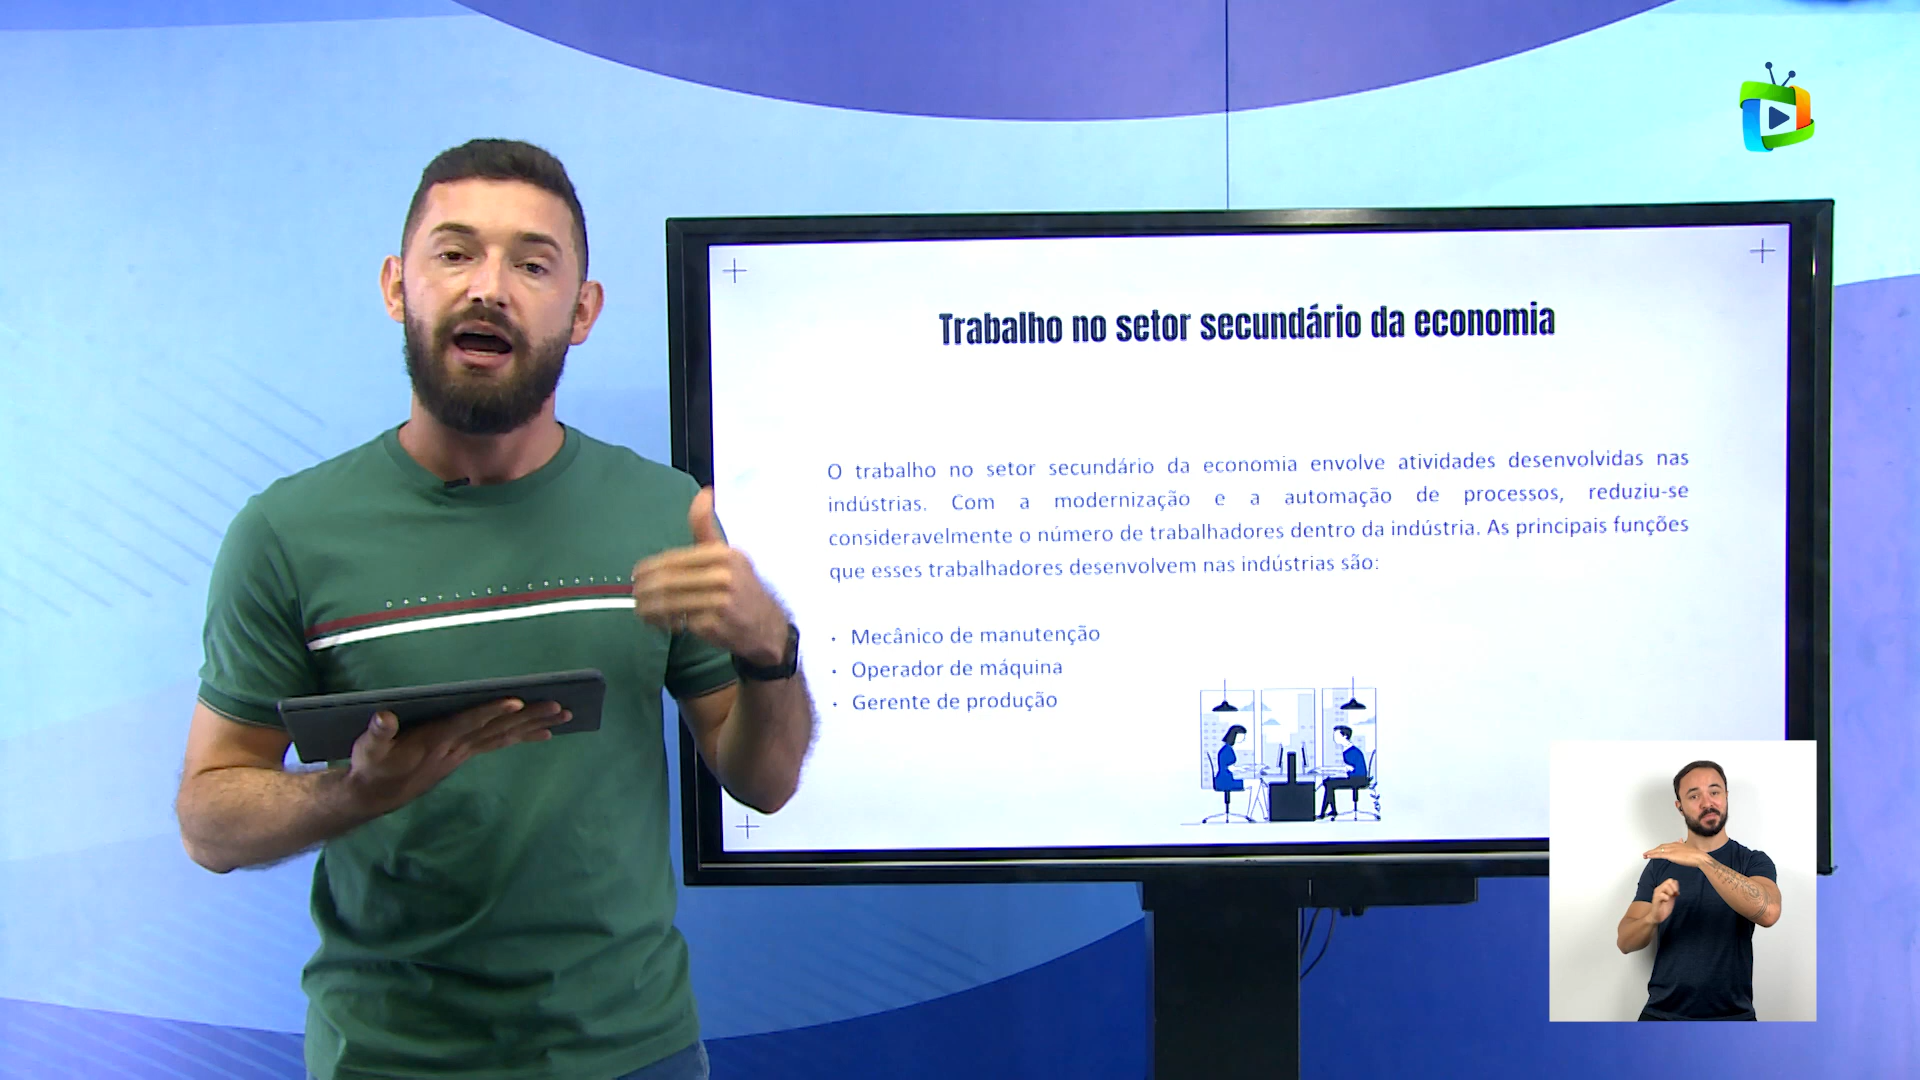 Trabalho no setor secundário da economia
O trabalho no setor secundário da economia envolve atividades desenvolvidas nas
indústrias. Com a modernização e a automação de processos, reduziu-se
consideravelmente o número de trabalhadores dentro da indústria. As principais funções
que esses trabalhadores desenvolvem nas indústrias são:
• Mecânico de manutenção
• Operador de máquina
• Gerente de produção